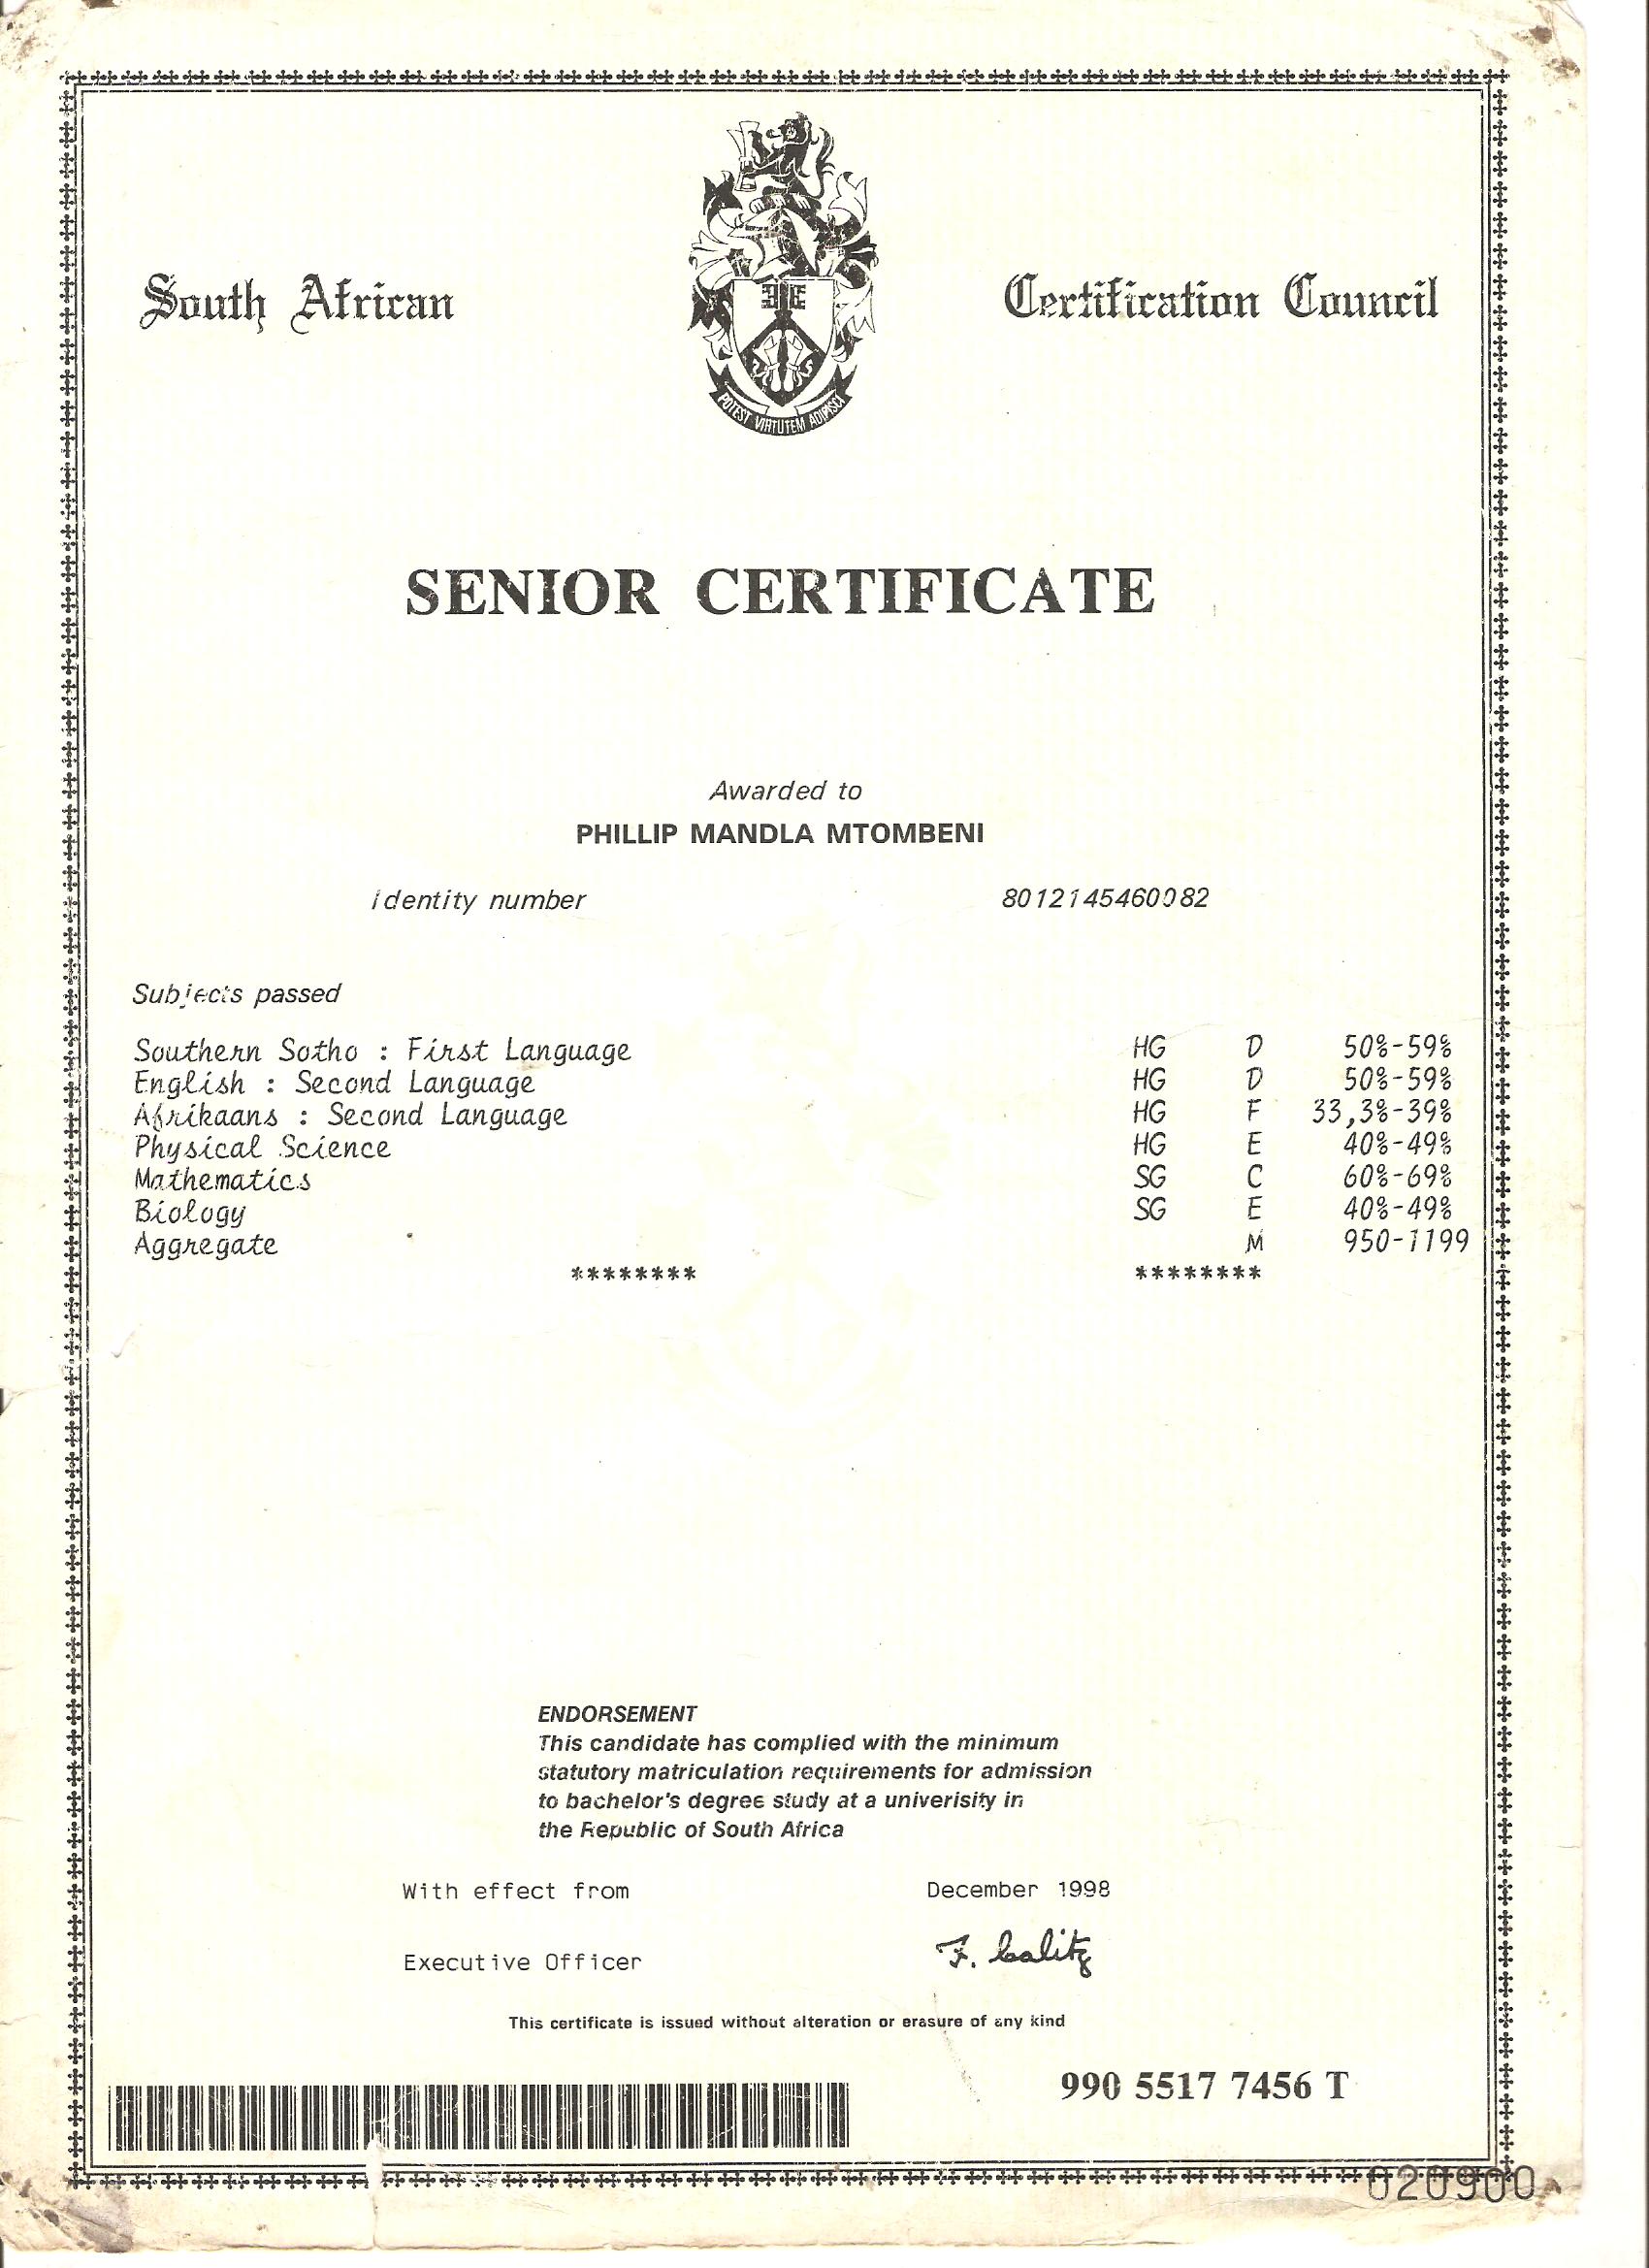 South African Certification Council
POTEST VIRTUTEM ADIPISCI
SENIOR CERTIFICATE
Awarded to
PHILLIP MANDLA MTOMBENI
Identity number 8012145460082
Subjects passed
Southern Sotho : First Language HG D 50%-59%
English : Second Language HG D 50%-59%
Afrikaans : Second Language HG F 33,3%-39%
Physical Science HG E 40%-49%
Mathematics SG C 60%-69%
Biology SG E 40%-49%
Aggregate M 950-1199
******** ********
ENDORSEMENT
This candidate has complied with the minimum
statutory matriculation requirements for admission
to bachelor's degree study at a univerisity in
the Republic of South Africa
With effect from December 1998
Executive Officer F. Calitz
This certificate is issued without alteration or erasure of any kind
990 5517 7456 T
020900